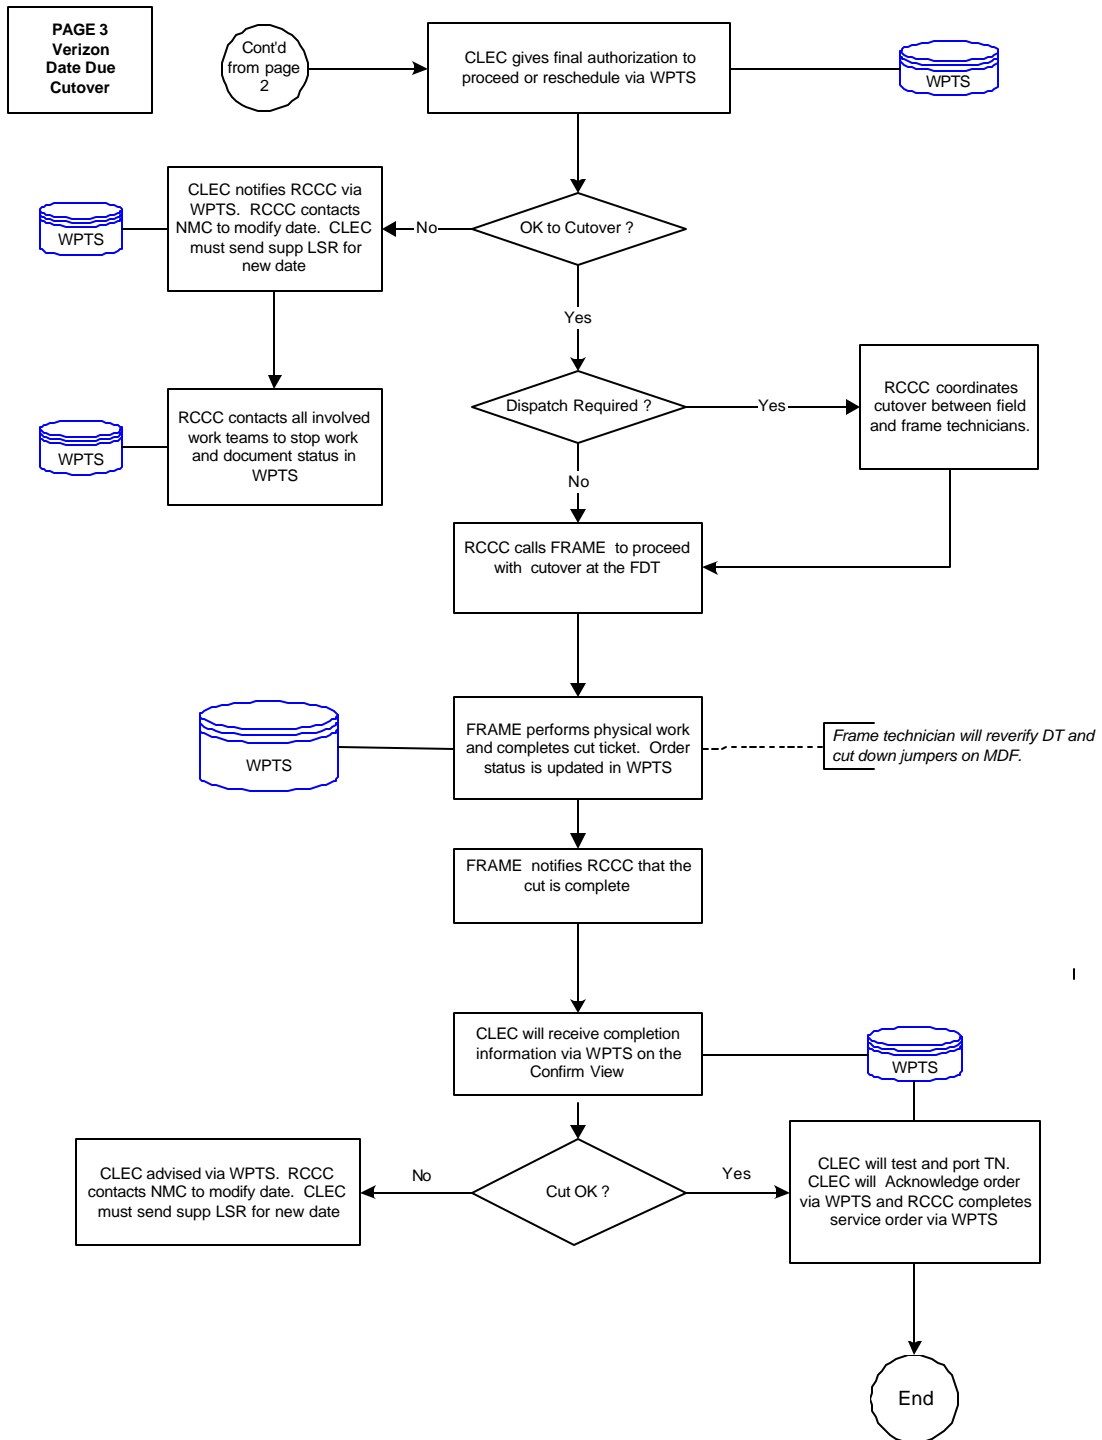 PAGE 3
Verizon
Date Due
Cutover
Cont'd
from page
2
CLEC gives final authorization to
proceed or reschedule via WPTS
WPTS
CLEC notifies RCCC via
WPTS. RCCC contacts
NMC to modify date. CLEC
must send supp LSR for
new date
WPTS
No
OK to Cutover ?
Yes
RCCC contacts all involved
work teams to stop work
and document status in
WPTS
WPTS
Dispatch Required ?
Yes
RCCC coordinates
cutover between field
and frame technicians.
No
RCCC calls FRAME to proceed
with cutover at the FDT
WPTS
FRAME performs physical work
and completes cut ticket. Order
status is updated in WPTS
Frame technician will reverify DT and
cut down jumpers on MDF.
FRAME notifies RCCC that the
cut is complete
CLEC will receive completion
information via WPTS on the
Confirm View
WPTS
CLEC advised via WPTS. RCCC
contacts NMC to modify date. CLEC
must send supp LSR for new date
No
Cut OK ?
Yes
CLEC will test and port TN.
CLEC will Acknowledge order
via WPTS and RCCC completes
service order via WPTS
End